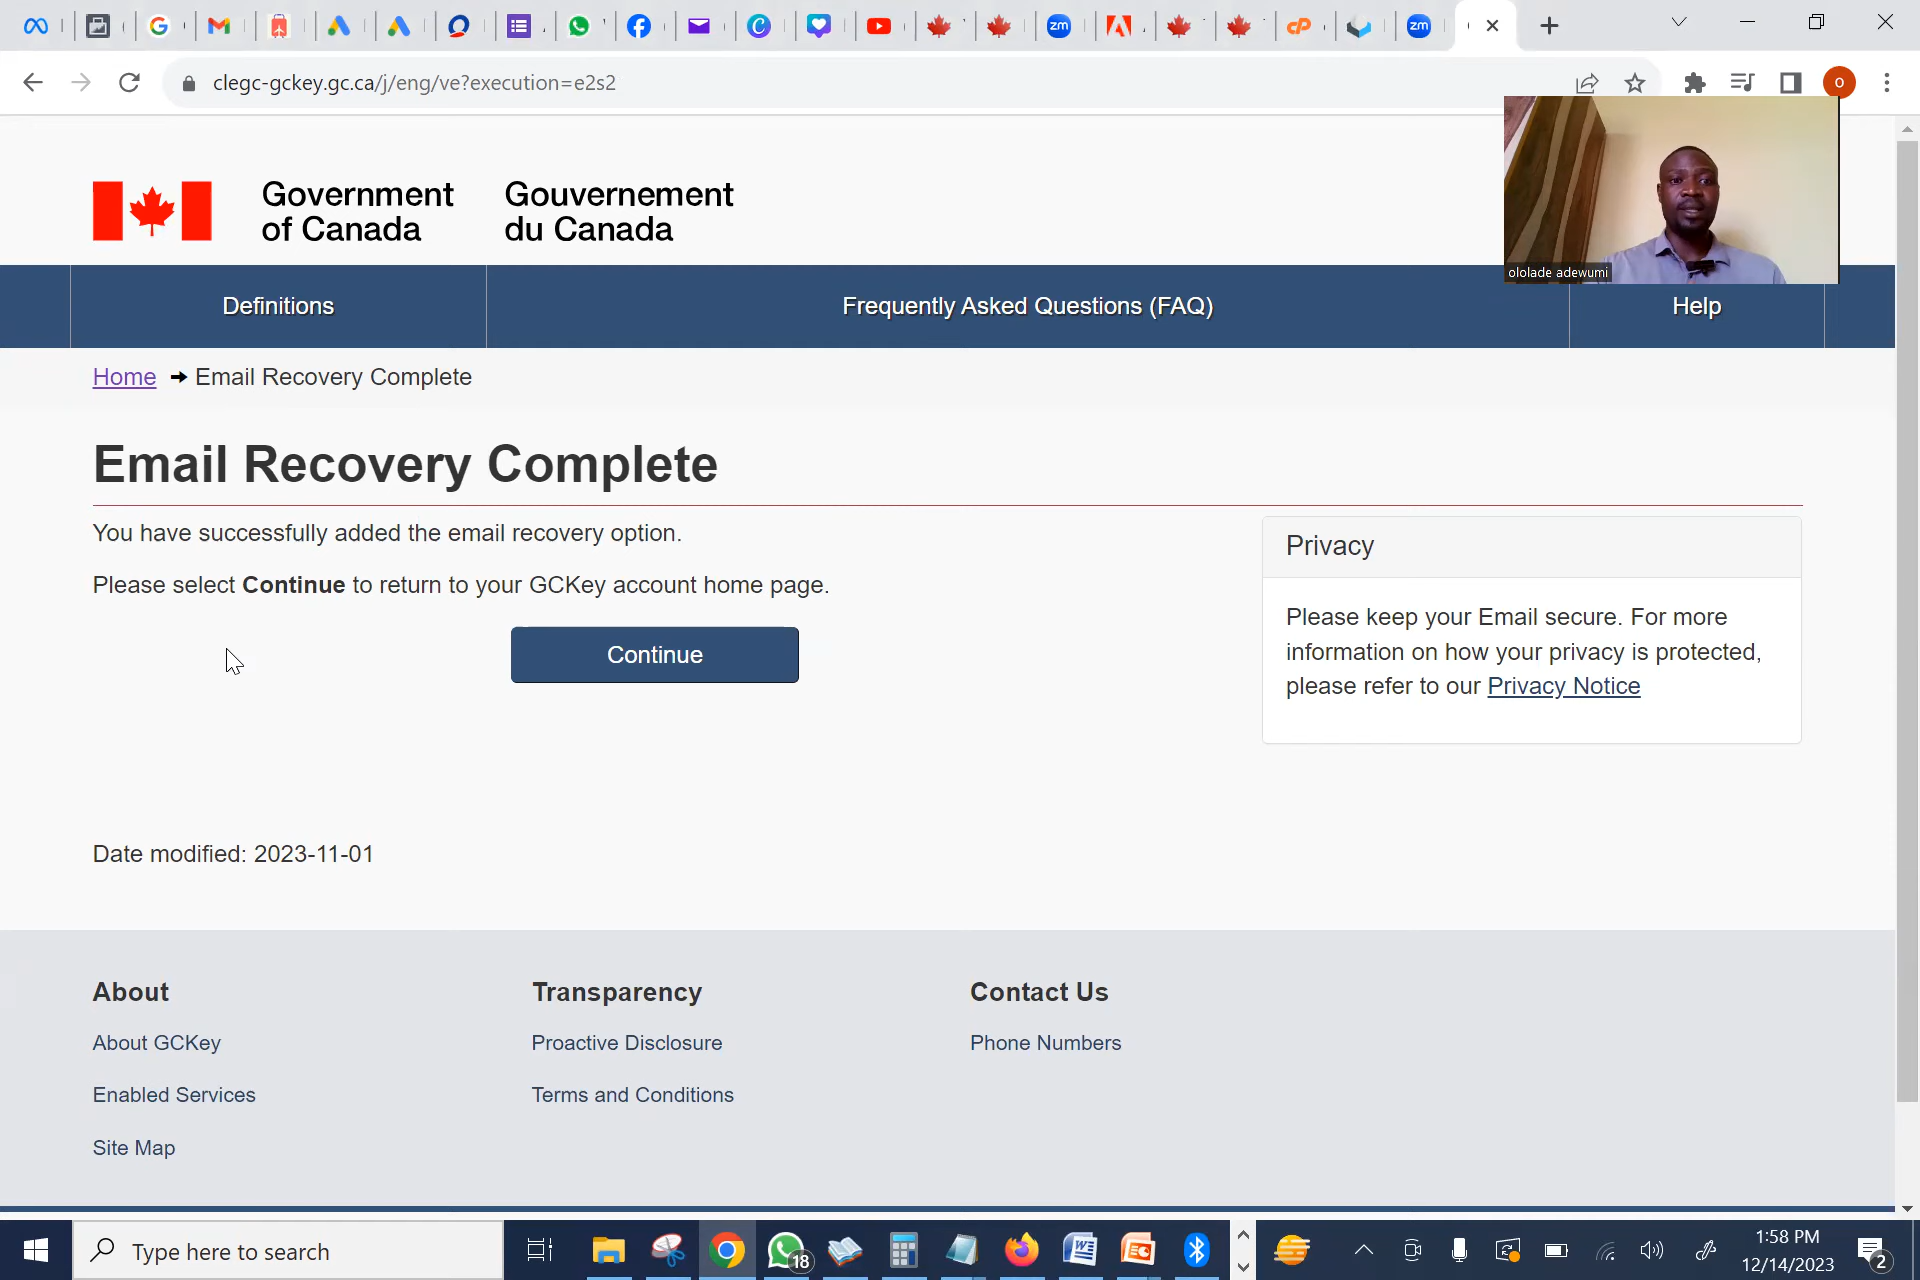 clegc-gckey.gc.ca/j/eng/ve?execution=e2s2
Government of Canada
Gouvernement du Canada
ololade adewumi
Definitions
Frequently Asked Questions (FAQ)
Help
Home ➞ Email Recovery Complete
Email Recovery Complete
You have successfully added the email recovery option.
Please select Continue to return to your GCKey account home page.
Continue
Privacy
Please keep your Email secure. For more
information on how your privacy is protected,
please refer to our Privacy Notice
Date modified: 2023-11-01
About
About GCKey
Enabled Services
Site Map
Transparency
Proactive Disclosure
Terms and Conditions
Contact Us
Phone Numbers
Type here to search
18
1:58 PM
12/14/2023
2